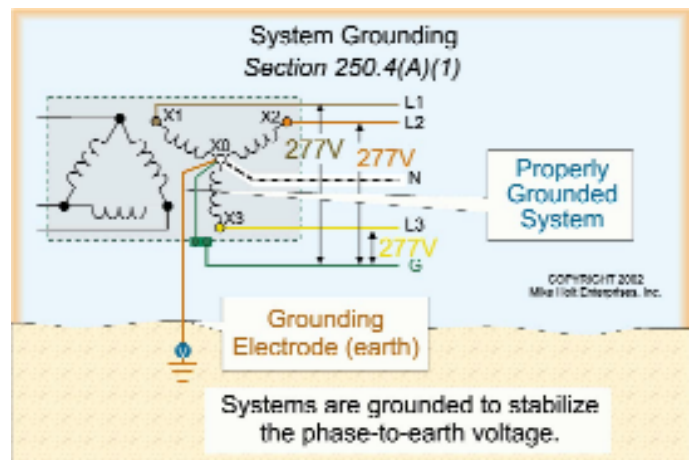 System Grounding
Section 250.4(A)(1)
X1
X2
X0
X3
L1
L2
277V
277V
N
L3
277V
G
Properly
Grounded
System
COPYRIGHT 2002
Mike Holt Enterprises, Inc.
Grounding
Electrode (earth)
Systems are grounded to stabilize
the phase-to-earth voltage.